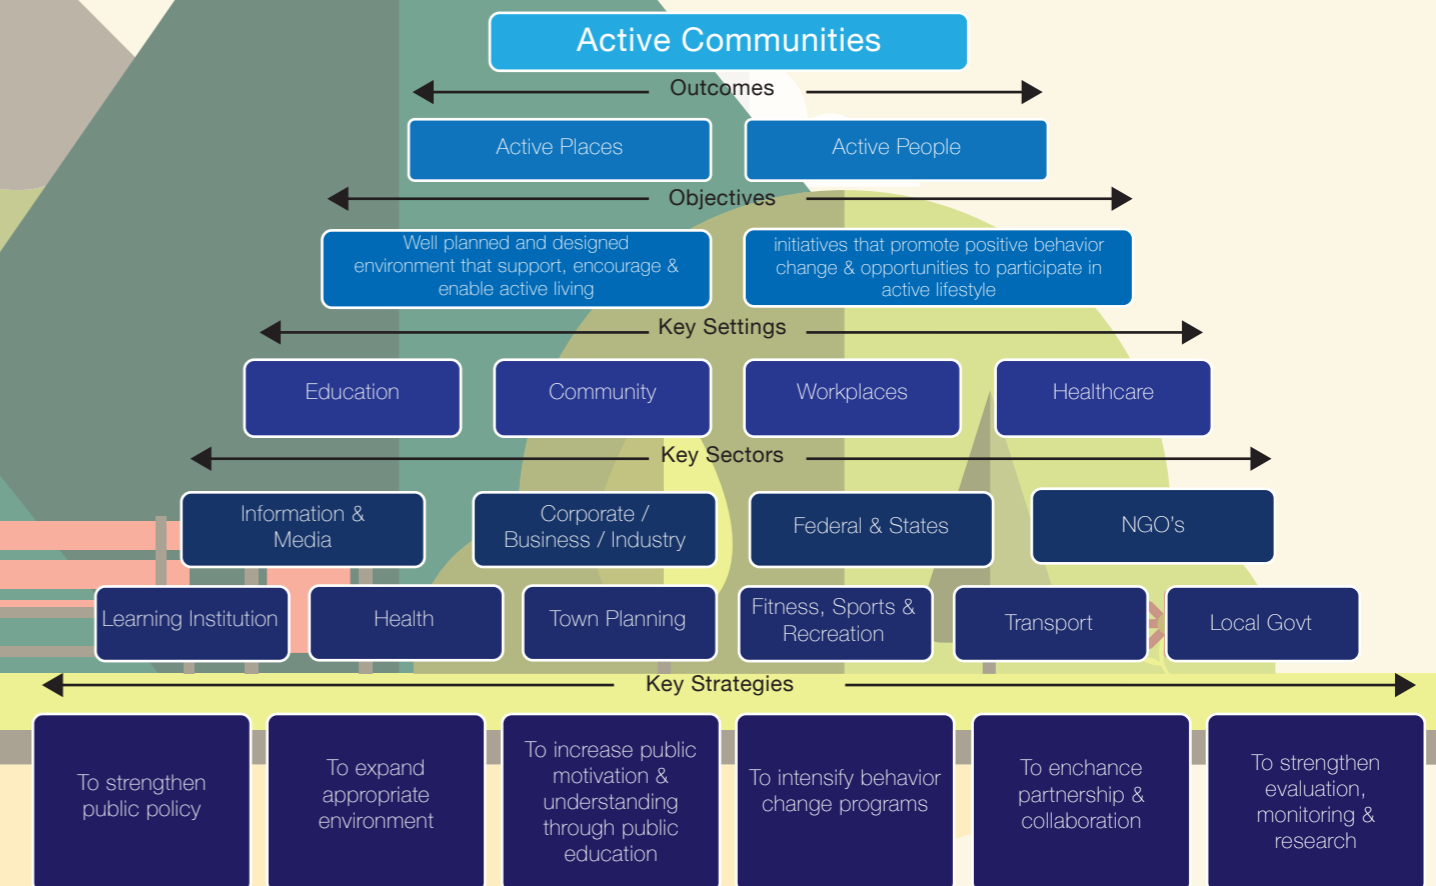 Active Communities
Outcomes
Active Places
Active People
Objectives
Well planned and designed
environment that support, encourage &
enable active living
initiatives that promote positive behavior
change & opportunities to participate in
active lifestyle
Key Settings
Education
Community
Workplaces
Healthcare
Key Sectors
Information &
Media
Corporate /
Business / Industry
Federal & States
NGO's
Learning Institution
Health
Town Planning
Fitness, Sports &
Recreation
Transport
Local Govt
Key Strategies
To strengthen
public policy
To expand
appropriate
environment
To increase public
motivation &
understanding
through public
education
To intensify behavior
change programs
To enchance
partnership &
collaboration
To strengthen
evaluation,
monitoring &
research